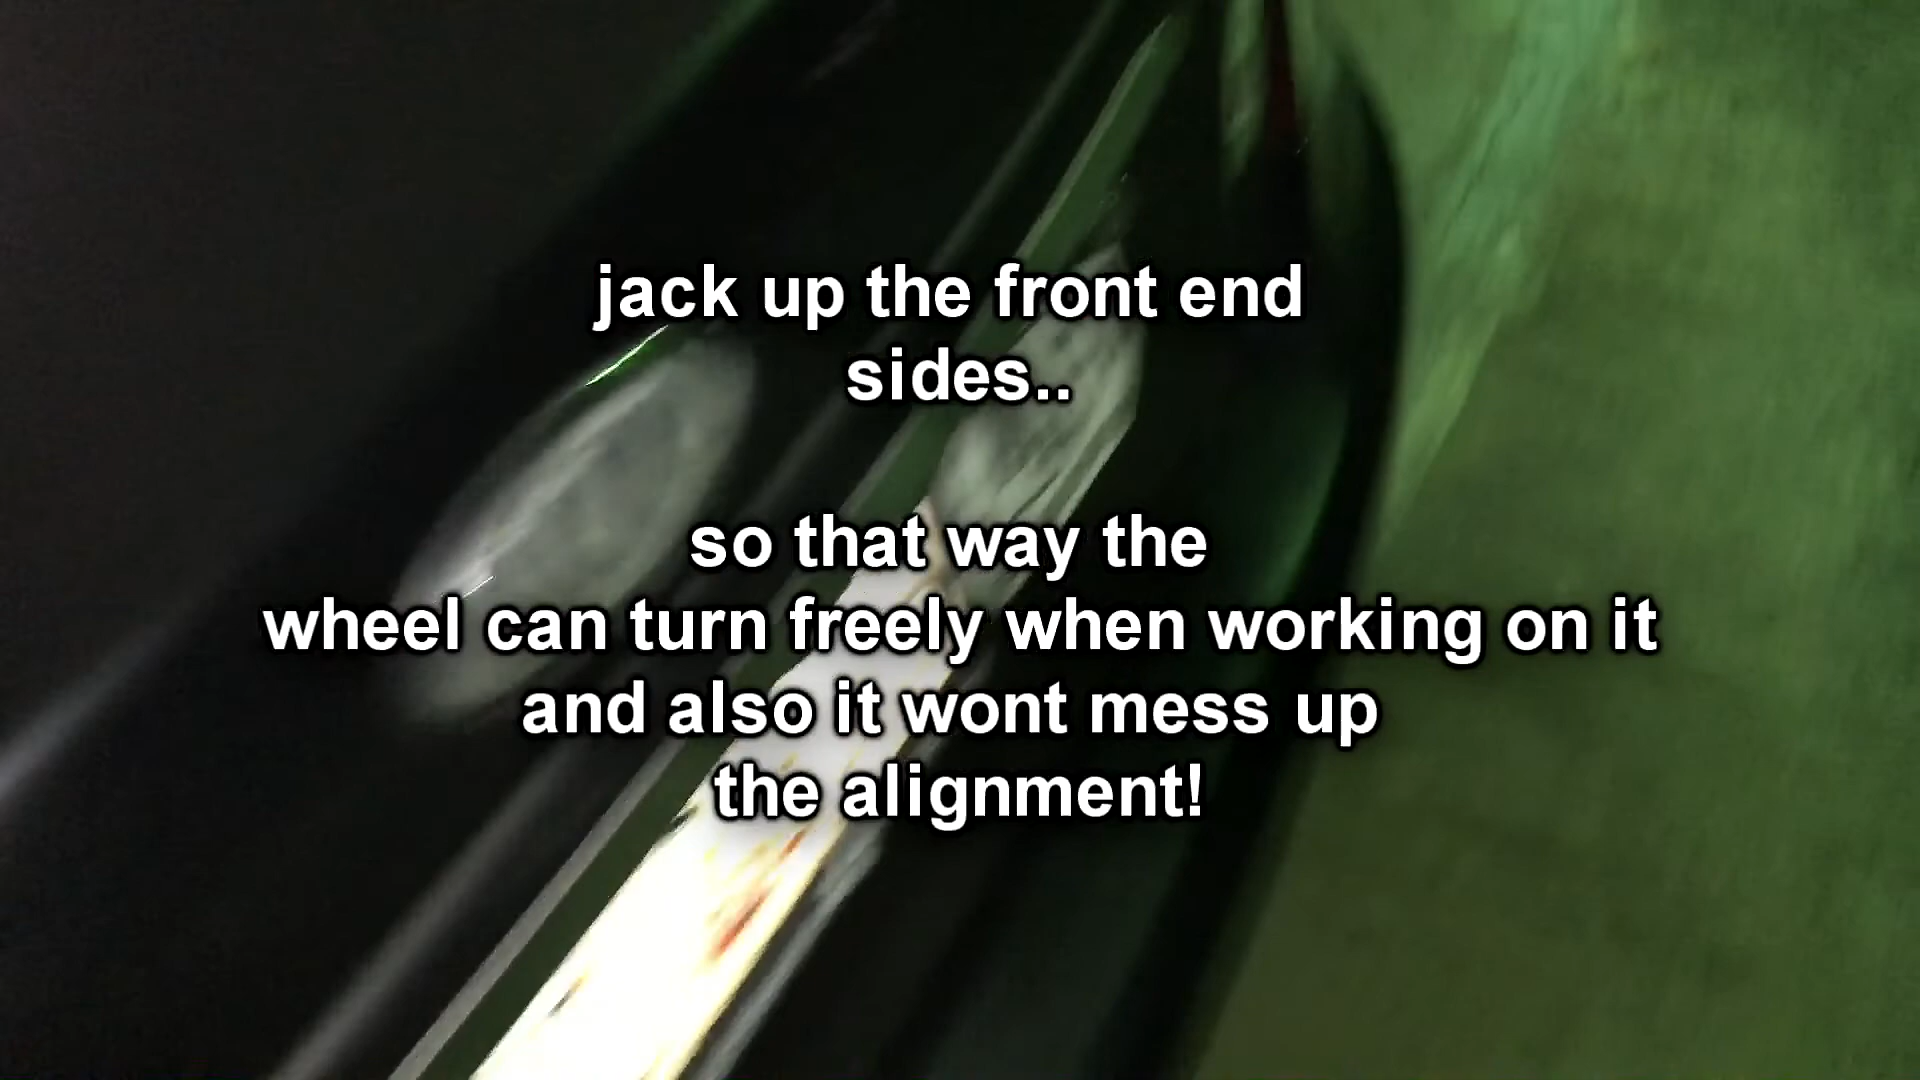 jack up the front end
sides..
so that way the
wheel can turn freely when working on it
and also it wont mess up
the alignment!